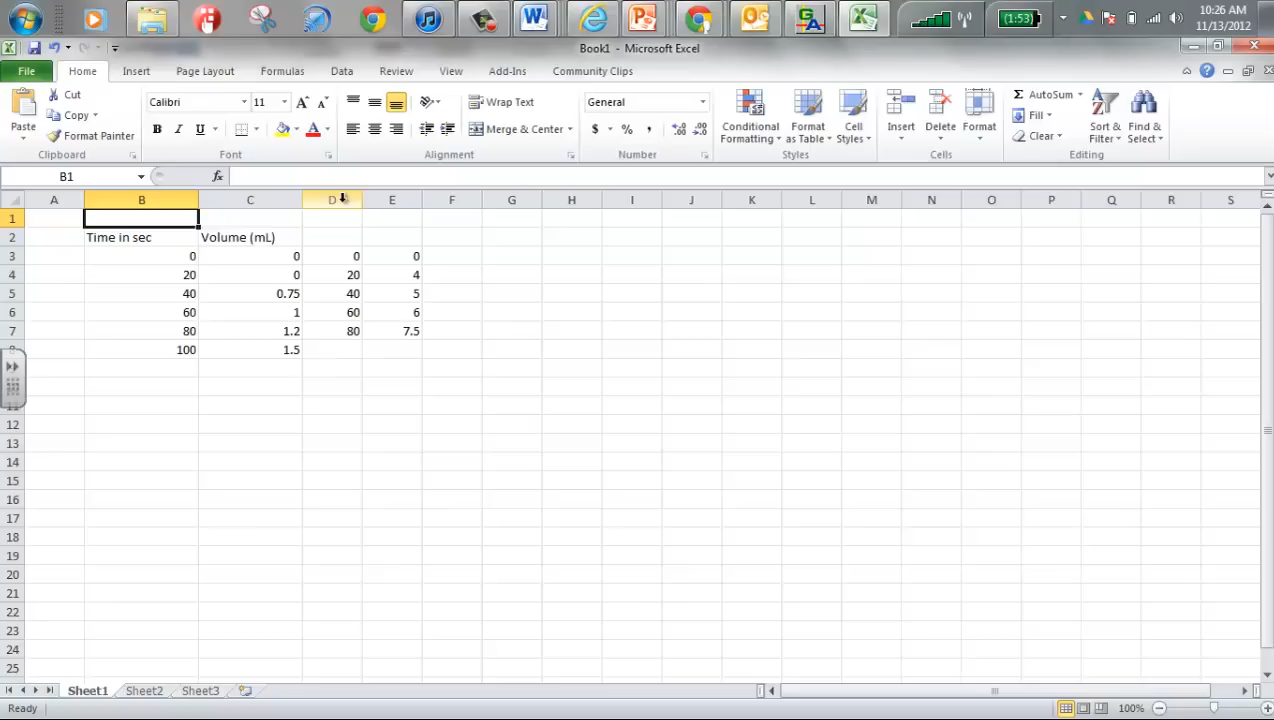 10:26 AM
(1:53)
11/13/2012
Book1 - Microsoft Excel
File Home Insert Page Layout Formulas Data Review View Add-Ins Community Clips
Cut
Copy
Format Painter
Paste
Clipboard
Calibri 11
B I U
Font
Wrap Text
Merge & Center
Alignment
General
$ % ,
Number
Conditional Formatting
Format as Table
Cell Styles
Styles
Insert Delete Format
Cells
AutoSum
Fill
Clear
Sort & Filter
Find & Select
Editing
B1 fx
A B C D E F G H I J K L M N O P Q R S
1
2 Time in sec Volume (mL)
3 0 0 0 0
4 20 0 20 4
5 40 0.75 40 5
6 60 1 60 6
7 80 1.2 80 7.5
100 1.5
12
13
14
15
16
17
18
19
20
21
22
23
24
25
Sheet1 Sheet2 Sheet3
Ready 100%